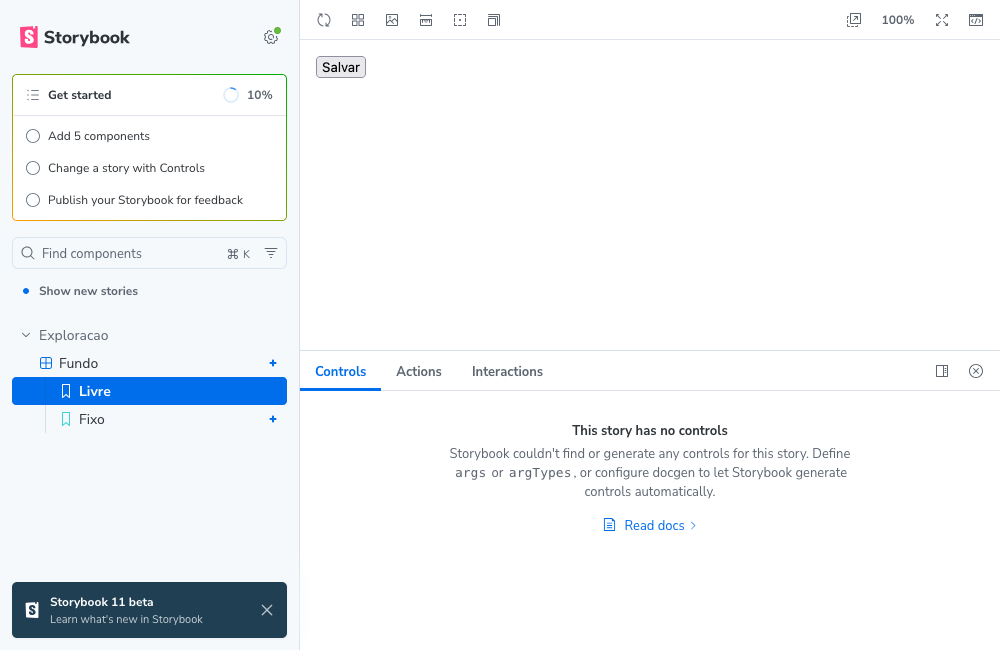 Storybook
Get started
10%
Add 5 components
Change a story with Controls
Publish your Storybook for feedback
Find components
⌘ K
Show new stories
Exploracao
Fundo
Livre
Fixo
Storybook 11 beta
Learn what's new in Storybook
100%
Salvar
Controls
Actions
Interactions
This story has no controls
Storybook couldn't find or generate any controls for this story. Define
args or argTypes, or configure docgen to let Storybook generate
controls automatically.
Read docs